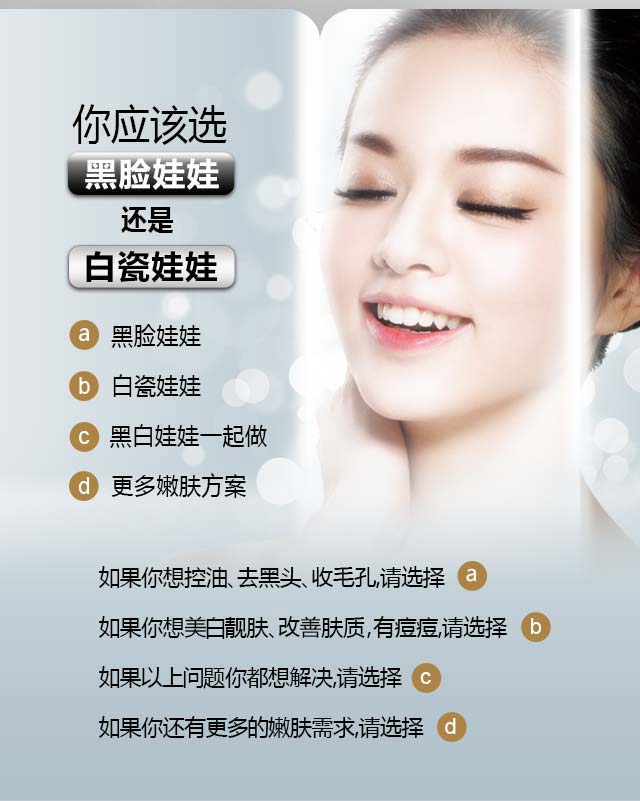 你应该选
黑脸娃娃
还是
白瓷娃娃
a 黑脸娃娃
b 白瓷娃娃
c 黑白娃娃一起做
d 更多嫩肤方案
如果你想控油、去黑头、收毛孔,请选择 a
如果你想美白靓肤、改善肤质,有痘痘,请选择 b
如果以上问题你都想解决,请选择 c
如果你还有更多的嫩肤需求,请选择 d